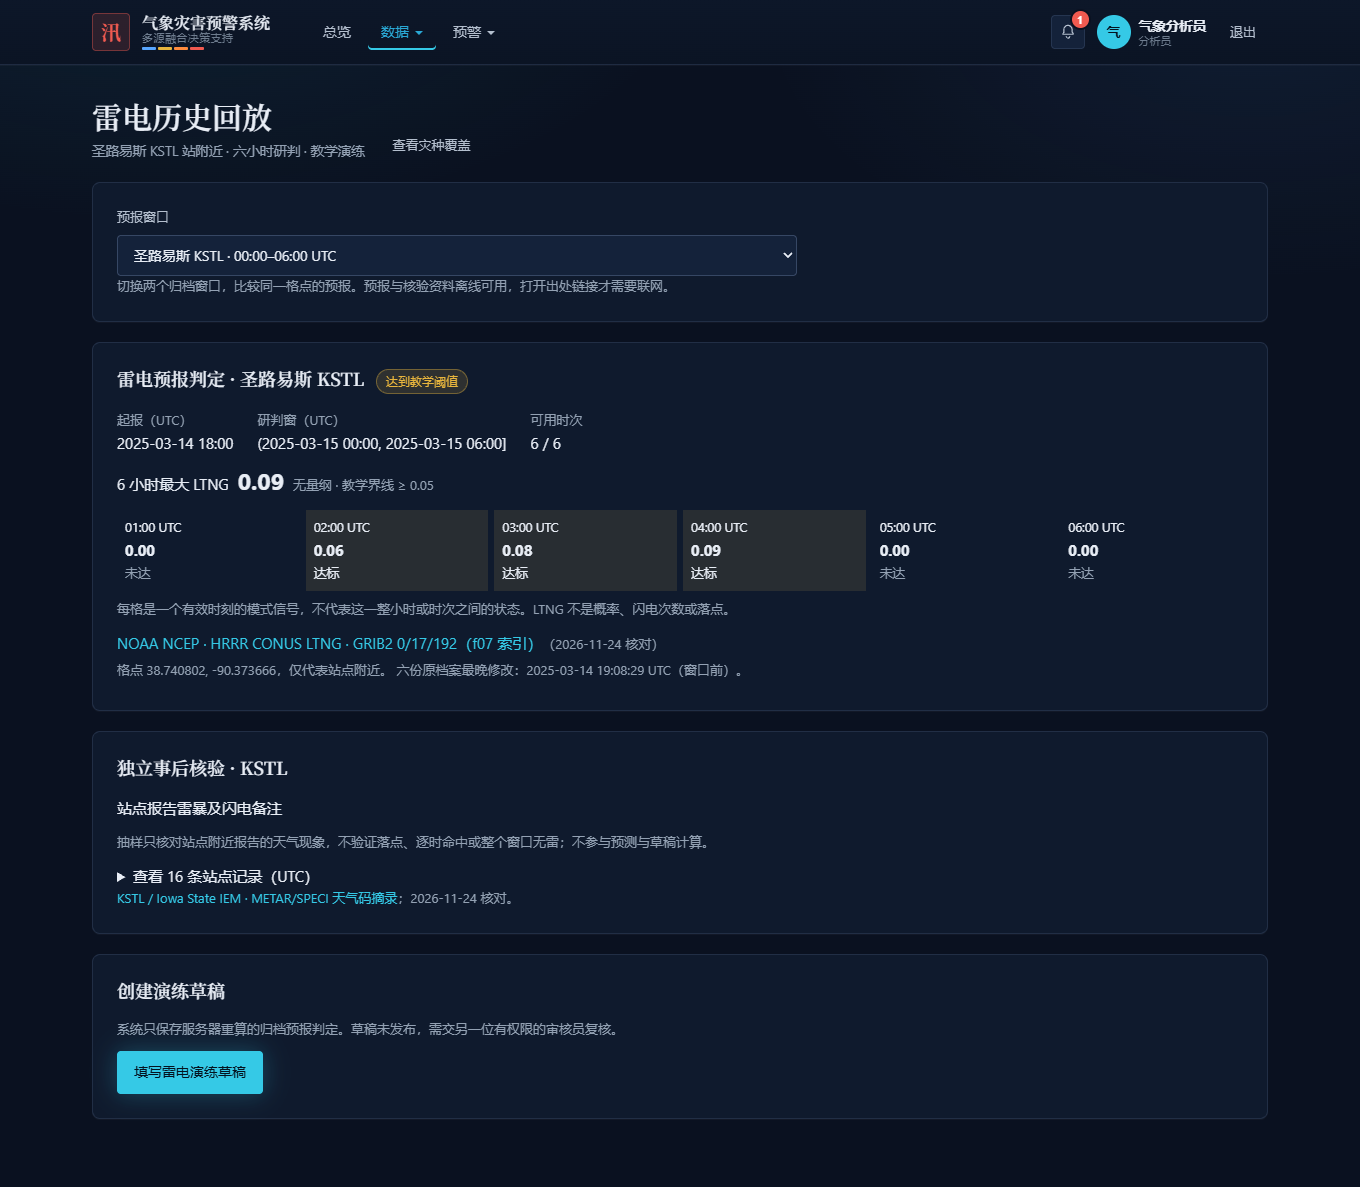 汛
气象灾害预警系统
多源融合决策支持
总览
数据
预警
1
气
气象分析员
分析员
退出
雷电历史回放
圣路易斯 KSTL 站附近 · 六小时研判 · 教学演练
查看灾种覆盖
预报窗口
圣路易斯 KSTL · 00:00–06:00 UTC
切换两个归档窗口，比较同一格点的预报。预报与核验资料离线可用，打开出处链接才需要联网。
雷电预报判定 · 圣路易斯 KSTL
达到教学阈值
起报（UTC） 研判窗（UTC） 可用时次
2025-03-14 18:00 (2025-03-15 00:00, 2025-03-15 06:00] 6 / 6
6 小时最大 LTNG 0.09 无量纲 · 教学界线 ≥ 0.05
01:00 UTC 02:00 UTC 03:00 UTC 04:00 UTC 05:00 UTC 06:00 UTC
0.00 0.06 0.08 0.09 0.00 0.00
未达 达标 达标 达标 未达 未达
每格是一个有效时刻的模式信号，不代表这一整小时或时次之间的状态。LTNG 不是概率、闪电次数或落点。
NOAA NCEP · HRRR CONUS LTNG · GRIB2 0/17/192（f07 索引）（2026-11-24 核对）
格点 38.740802, -90.373666，仅代表站点附近。 六份原档案最晚修改：2025-03-14 19:08:29 UTC（窗口前）。
独立事后核验 · KSTL
站点报告雷暴及闪电备注
抽样只核对站点附近报告的天气现象，不验证落点、逐时命中或整个窗口无雷；不参与预测与草稿计算。
查看 16 条站点记录（UTC）
KSTL / Iowa State IEM · METAR/SPECI 天气码摘录；2026-11-24 核对。
创建演练草稿
系统只保存服务器重算的归档预报判定。草稿未发布，需交另一位有权限的审核员复核。
填写雷电演练草稿